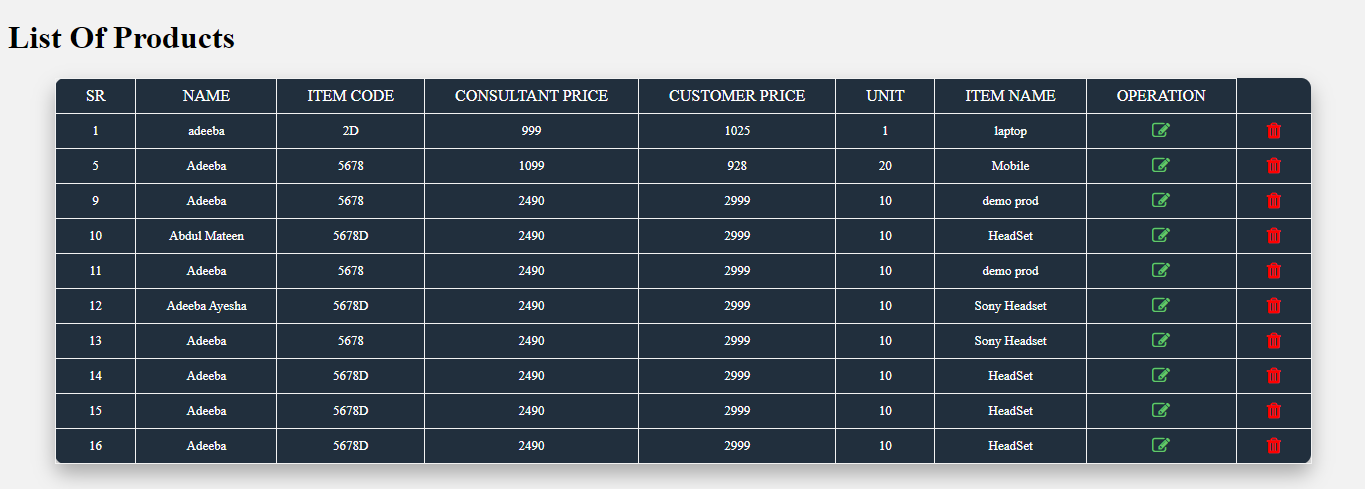 List Of Products
SR NAME ITEM CODE CONSULTANT PRICE CUSTOMER PRICE UNIT ITEM NAME OPERATION
1 adeeba 2D 999 1025 1 laptop
5 Adeeba 5678 1099 928 20 Mobile
9 Adeeba 5678 2490 2999 10 demo prod
10 Abdul Mateen 5678D 2490 2999 10 HeadSet
11 Adeeba 5678 2490 2999 10 demo prod
12 Adeeba Ayesha 5678D 2490 2999 10 Sony Headset
13 Adeeba 5678 2490 2999 10 Sony Headset
14 Adeeba 5678D 2490 2999 10 HeadSet
15 Adeeba 5678D 2490 2999 10 HeadSet
16 Adeeba 5678D 2490 2999 10 HeadSet